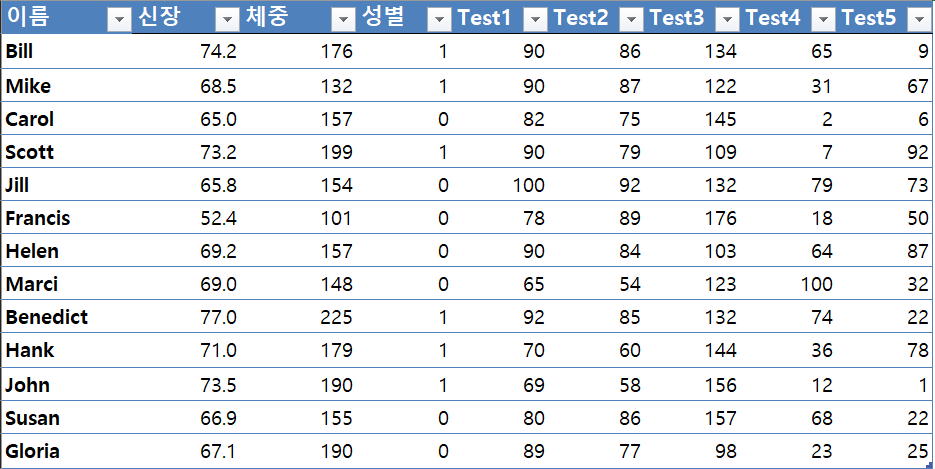 이름 신장 체중 성별 Test1 Test2 Test3 Test4 Test5
Bill 74.2 176 1 90 86 134 65 9
Mike 68.5 132 1 90 87 122 31 67
Carol 65.0 157 0 82 75 145 2 6
Scott 73.2 199 1 90 79 109 7 92
Jill 65.8 154 0 100 92 132 79 73
Francis 52.4 101 0 78 89 176 18 50
Helen 69.2 157 0 90 84 103 64 87
Marci 69.0 148 0 65 54 123 100 32
Benedict 77.0 225 1 92 85 132 74 22
Hank 71.0 179 1 70 60 144 36 78
John 73.5 190 1 69 58 156 12 1
Susan 66.9 155 0 80 86 157 68 22
Gloria 67.1 190 0 89 77 98 23 25